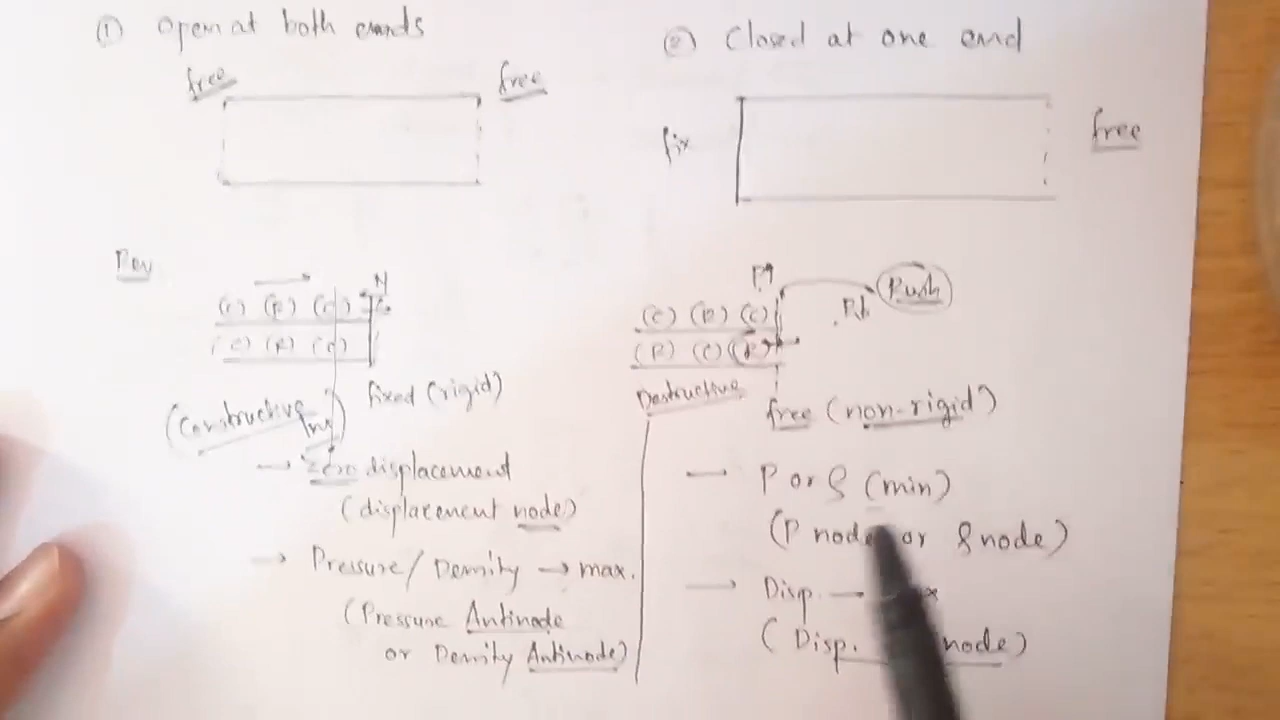 ① Open at both ends
② Closed at one end
free
free
fix
free
Rev
(C) (R) (C)
N
(C) (R) (C)
fixed (rigid)
(Constructive Int)
→ Zero displacement
(displacement node)
→ Pressure / Density → max.
(Pressure Antinode
or Density Antinode)
P↑
P↓
Push
(C) (R) (C)
(R) (C) (R)
Destructive
free (non-rigid)
→ P or ρ (min)
(P node or ρ node)
→ Disp. →
(Disp. node)